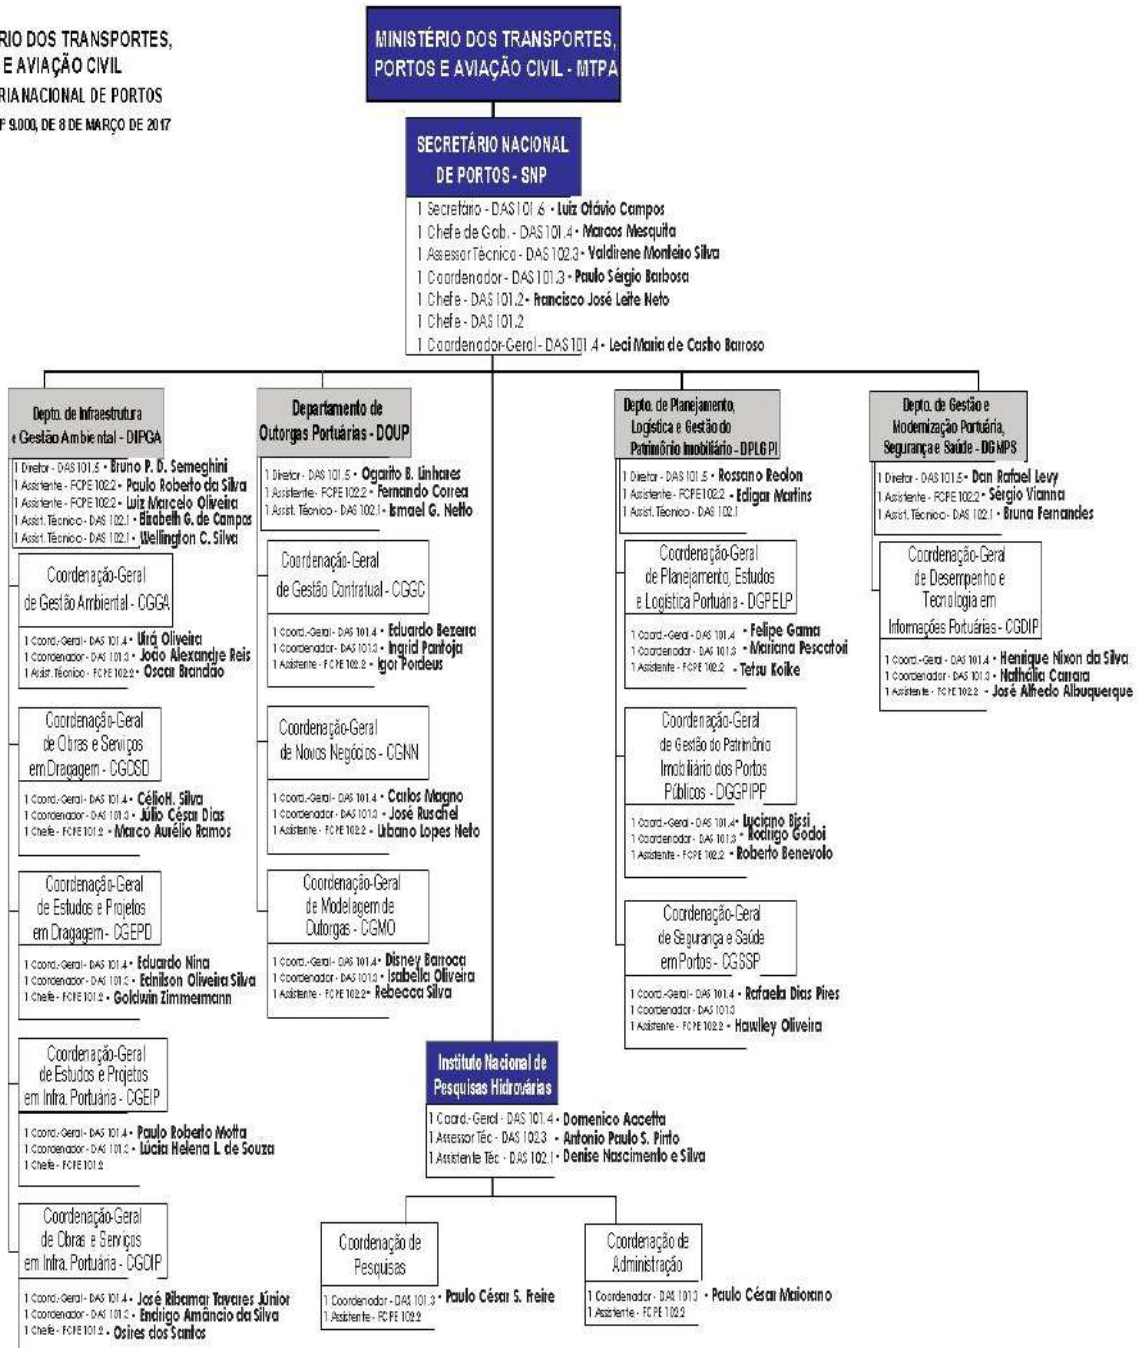 RIO DOS TRANSPORTES,
E AVIAÇÃO CIVIL
RIA NACIONAL DE PORTOS
Nº 9.000, DE 8 DE MARÇO DE 2017
MINISTÉRIO DOS TRANSPORTES,
PORTOS E AVIAÇÃO CIVIL - MTPA
SECRETÁRIO NACIONAL
DE PORTOS - SNP
1 Secretário - DAS 101.6 - Luiz Otávio Campos
1 Chefe de Gab. - DAS 101.4 - Marcos Mesquita
1 Assessor Técnico - DAS 102.3 - Valdirene Monteiro Silva
1 Coordenador - DAS 101.3 - Paulo Sérgio Barbosa
1 Chefe - DAS 101.2 - Francisco José Leite Neto
1 Chefe - DAS 101.2
1 Coordenador-Geral - DAS 101.4 - Leci Maria de Castro Barroso
Depto. de Infraestrutura
e Gestão Ambiental - DIPGA
1 Diretor - DAS 101.5 - Bruno P. D. Semeghini
1 Assistente - FCPE 102.2 - Paulo Roberto da Silva
1 Assistente - FCPE 102.2 - Luiz Marcelo Oliveira
1 Assist. Técnico - DAS 102.1 - Elizabeth G. de Campos
1 Assist. Técnico - DAS 102.1 - Wellington C. Silva
Coordenação-Geral
de Gestão Ambiental - CGGA
1 Coord.-Geral - DAS 101.4 - Uirá Oliveira
1 Coordenador - DAS 101.3 - João Alexandre Reis
1 Assist. Técnico - FCPE 102.2 - Oscar Brandão
Coordenação-Geral
de Obras e Serviços
em Dragagem - CGCSD
1 Coord.-Geral - DAS 101.4 - Célio H. Silva
1 Coordenador - DAS 101.3 - Júlio César Dias
1 Chefe - FCPE 101.2 - Marco Aurélio Ramos
Coordenação-Geral
de Estudos e Projetos
em Dragagem - CGEPD
1 Coord.-Geral - DAS 101.4 - Eduardo Nina
1 Coordenador - DAS 101.3 - Ednilson Oliveira Silva
1 Chefe - FCPE 101.2 - Goldwin Zimmermann
Coordenação-Geral
de Estudos e Projetos
em Infra. Portuária - CGEIP
1 Coord.-Geral - DAS 101.4 - Paulo Roberto Motta
1 Coordenador - DAS 101.3 - Lúcia Helena L. de Souza
1 Chefe - FCPE 101.2
Coordenação-Geral
de Obras e Serviços
em Infra. Portuária - CGOIP
1 Coord.-Geral - DAS 101.4 - José Ribamar Tavares Júnior
1 Coordenador - DAS 101.3 - Endrigo Amâncio da Silva
1 Chefe - FCPE 101.2 - Osires dos Santos
Departamento de
Outorgas Portuárias - DOUP
1 Diretor - DAS 101.5 - Ogarito B. Linhares
1 Assistente - FCPE 102.2 - Fernando Correa
1 Assist. Técnico - DAS 102.1 - Ismael G. Netto
Coordenação-Geral
de Gestão Contratual - CGGC
1 Coord.-Geral - DAS 101.4 - Eduardo Bezerra
1 Coordenador - DAS 101.3 - Ingrid Pantoja
1 Assistente - FCPE 102.2 - Igor Pordeus
Coordenação-Geral
de Novos Negócios - CGNN
1 Coord.-Geral - DAS 101.4 - Carlos Magno
1 Coordenador - DAS 101.3 - José Ruschel
1 Assistente - FCPE 102.2 - Urbano Lopes Neto
Coordenação-Geral
de Modelagem de
Outorgas - CGMO
1 Coord.-Geral - DAS 101.4 - Disney Barroca
1 Coordenador - DAS 101.3 - Isabella Oliveira
1 Assistente - FCPE 102.2 - Rebecca Silva
Depto. de Planejamento,
Logística e Gestão do
Patrimônio Imobiliário - DPLGPI
1 Diretor - DAS 101.5 - Rossano Reolon
1 Assistente - FCPE 102.2 - Edigar Martins
1 Assist. Técnico - DAS 102.1
Coordenação-Geral
de Planejamento, Estudos
e Logística Portuária - DGPELP
1 Coord.-Geral - DAS 101.4 - Felipe Gama
1 Coordenador - DAS 101.3 - Mariana Pescatori
1 Assistente - FCPE 102.2 - Tetsu Koike
Coordenação-Geral
de Gestão do Patrimônio
Imobiliário dos Portos
Públicos - DGGPIPP
1 Coord.-Geral - DAS 101.4 - Luciano Bissi
1 Coordenador - DAS 101.3 - Rodrigo Godoi
1 Assistente - FCPE 102.2 - Roberto Benevolo
Coordenação-Geral
de Segurança e Saúde
em Portos - CGSSP
1 Coord.-Geral - DAS 101.4 - Rafaela Dias Pires
1 Coordenador - DAS 101.3
1 Assistente - FCPE 102.2 - Hawlley Oliveira
Depto. de Gestão e
Modernização Portuária,
Segurança e Saúde - DGMPS
1 Diretor - DAS 101.5 - Dan Rafael Levy
1 Assistente - FCPE 102.2 - Sérgio Vianna
1 Assist. Técnico - DAS 102.1 - Bruna Fernandes
Coordenação-Geral
de Desempenho e
Tecnologia em
Informações Portuárias - CGDIP
1 Coord.-Geral - DAS 101.4 - Henrique Nixon da Silva
1 Coordenador - DAS 101.3 - Nathália Carrara
1 Assistente - FCPE 102.2 - José Alfredo Albuquerque
Instituto Nacional de
Pesquisas Hidrovárias
1 Coord.-Geral - DAS 101.4 - Domenico Accetta
1 Assessor Téc - DAS 102.3 - Antonio Paulo S. Pinto
1 Assistente Téc - DAS 102.1 - Denise Nascimento e Silva
Coordenação de
Pesquisas
1 Coordenador - DAS 101.3 - Paulo César S. Freire
1 Assistente - FCPE 102.2
Coordenação de
Administração
1 Coordenador - DAS 101.3 - Paulo César Maiorano
1 Assistente - FCPE 102.2